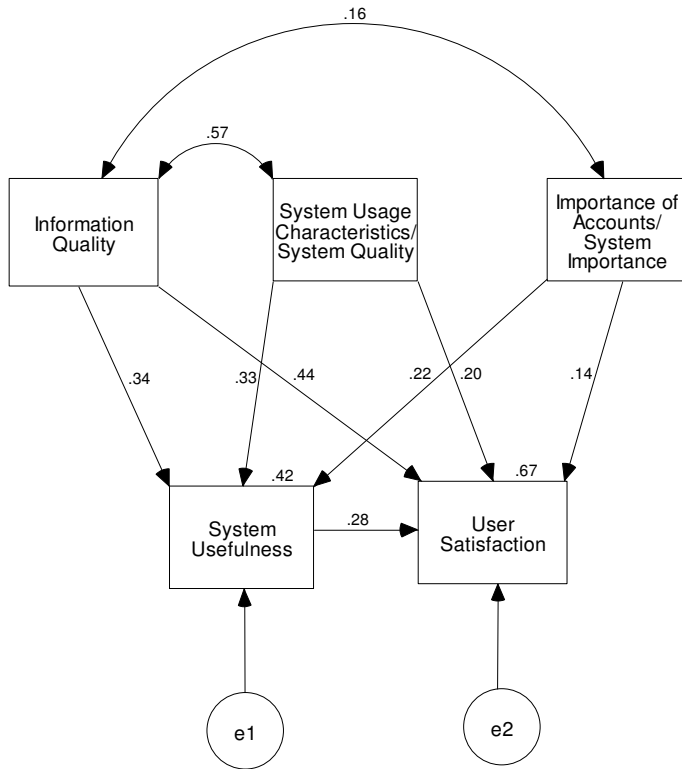 .16
.57
Information
Quality
System Usage
Characteristics/
System Quality
Importance of
Accounts/
System
Importance
.34
.33
.44
.22
.20
.14
.42
.67
System
Usefulness
.28
User
Satisfaction
e1
e2